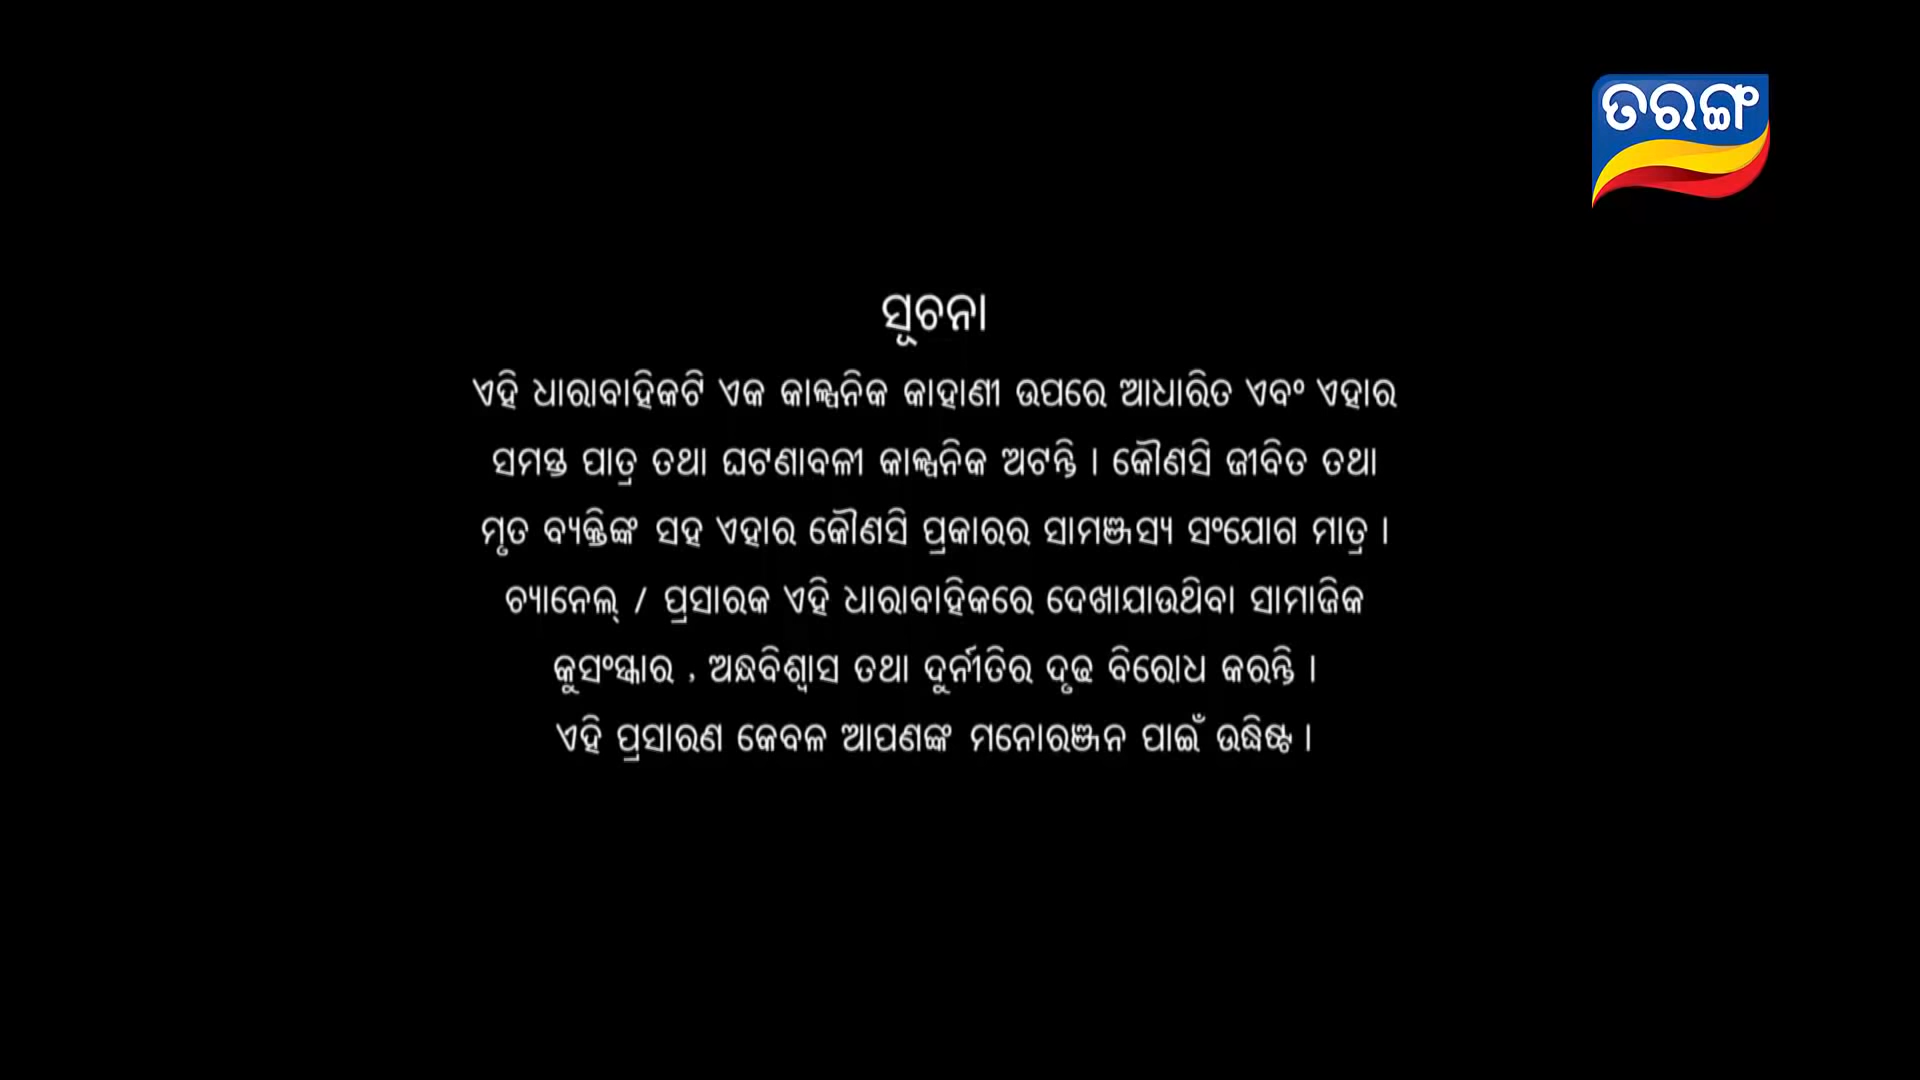 ତରଙ୍ଗ
ସୂଚନା
ଏହି ଧାରାବାହିକଟି ଏକ କାଳ୍ପନିକ କାହାଣୀ ଉପରେ ଆଧାରିତ ଏବଂ ଏହାର
ସମସ୍ତ ପାତ୍ର ତଥା ଘଟଣାବଳୀ କାଳ୍ପନିକ ଅଟନ୍ତି । କୌଣସି ଜୀବିତ ତଥା
ମୃତ ବ୍ୟକ୍ତିଙ୍କ ସହ ଏହାର କୌଣସି ପ୍ରକାରର ସାମଞ୍ଜସ୍ୟ ସଂଯୋଗ ମାତ୍ର ।
ଚ୍ୟାନେଲ୍ / ପ୍ରସାରକ ଏହି ଧାରାବାହିକରେ ଦେଖାଯାଉଥିବା ସାମାଜିକ
କୁସଂସ୍କାର , ଅନ୍ଧବିଶ୍ୱାସ ତଥା ଦୁର୍ନୀତିର ଦୃଢ ବିରୋଧ କରନ୍ତି ।
ଏହି ପ୍ରସାରଣ କେବଳ ଆପଣଙ୍କ ମନୋରଞ୍ଜନ ପାଇଁ ଉଦ୍ଧିଷ୍ଟ ।